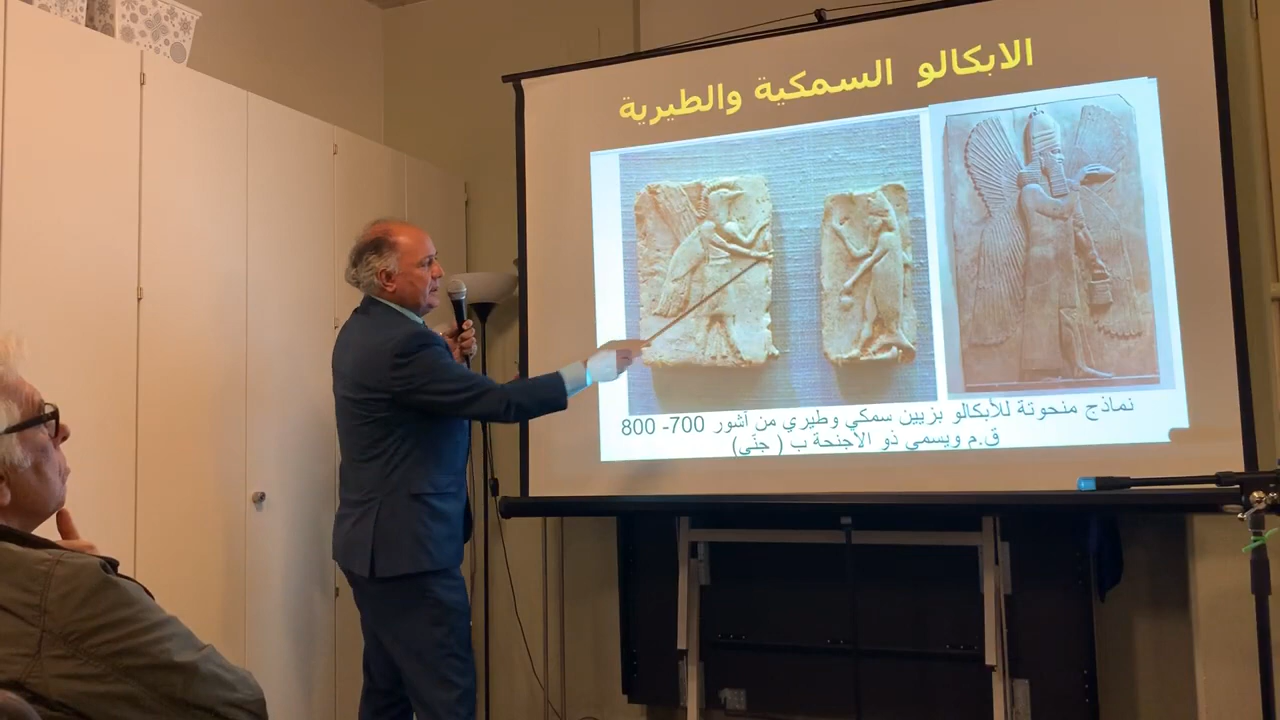 الابكالو السمكية والطيرية
نماذج منحوتة للأبكالو بزيين سمكي وطيري من آشور 700- 800
ق.م ويسمى ذو الأجنحة ب ( جنّي)